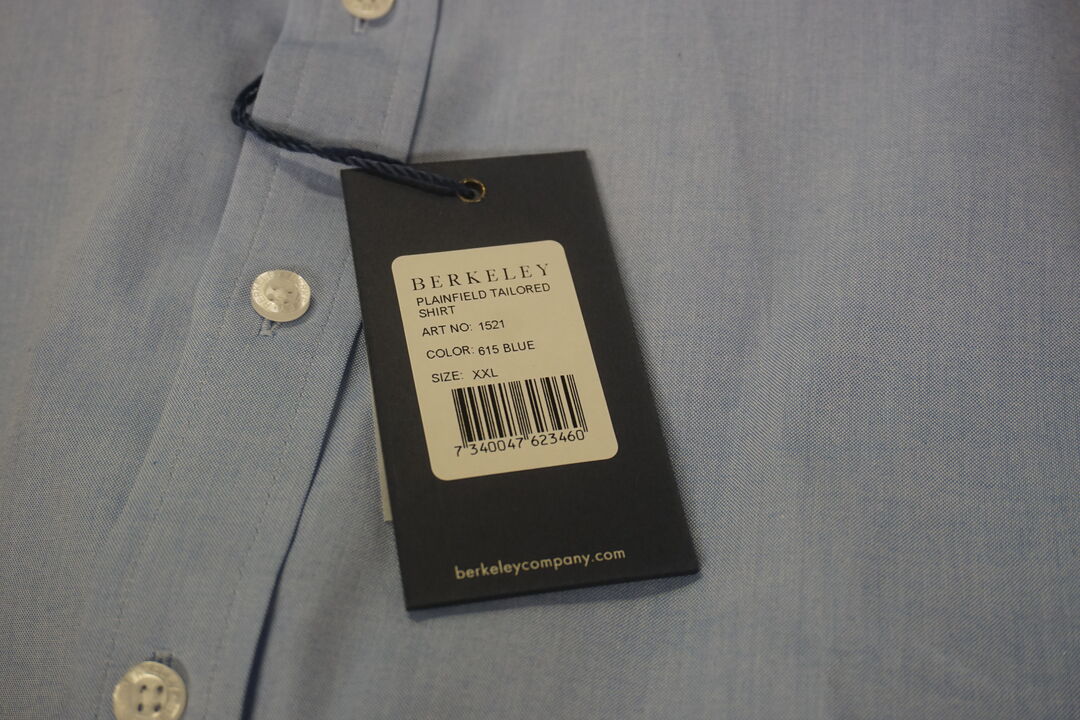 BERKELEY
PLAINFIELD TAILORED
SHIRT
ART NO: 1521
COLOR: 615 BLUE
SIZE: XXL
7 340047 623460
berkeleycompany.com